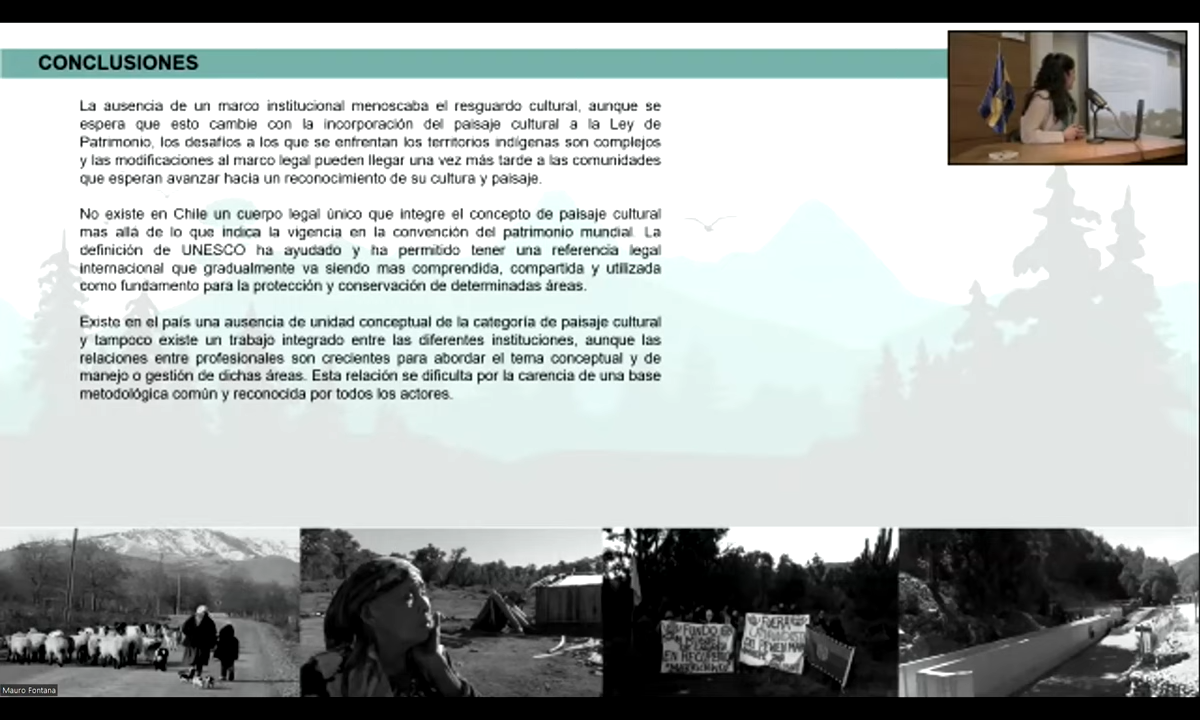 CONCLUSIONES
La ausencia de un marco institucional menoscaba el resguardo cultural, aunque se
espera que esto cambie con la incorporación del paisaje cultural a la Ley de
Patrimonio, los desafíos a los que se enfrentan los territorios indígenas son complejos
y las modificaciones al marco legal pueden llegar una vez más tarde a las comunidades
que esperan avanzar hacia un reconocimiento de su cultura y paisaje.
No existe en Chile un cuerpo legal único que integre el concepto de paisaje cultural
mas allá de lo que indica la vigencia en la convención del patrimonio mundial. La
definición de UNESCO ha ayudado y ha permitido tener una referencia legal
internacional que gradualmente va siendo mas comprendida, compartida y utilizada
como fundamento para la protección y conservación de determinadas áreas.
Existe en el país una ausencia de unidad conceptual de la categoría de paisaje cultural
y tampoco existe un trabajo integrado entre las diferentes instituciones, aunque las
relaciones entre profesionales son crecientes para abordar el tema conceptual y de
manejo o gestión de dichas áreas. Esta relación se dificulta por la carencia de una base
metodológica común y reconocida por todos los actores.
FUNDO
EN RECUPE
FUERA
Mauro Fontana